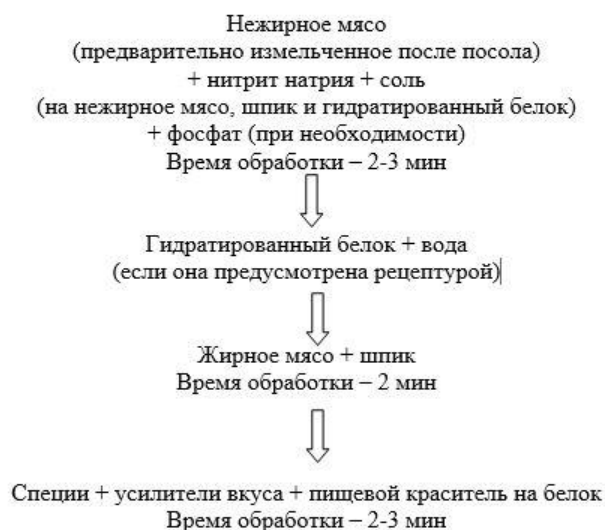 Нежирное мясо
(предварительно измельченное после посола)
+ нитрит натрия + соль
(на нежирное мясо, шпик и гидратированный белок)
+ фосфат (при необходимости)
Время обработки – 2-3 мин
Гидратированный белок + вода
(если она предусмотрена рецептурой)
Жирное мясо + шпик
Время обработки – 2 мин
Специи + усилители вкуса + пищевой краситель на белок
Время обработки – 2-3 мин